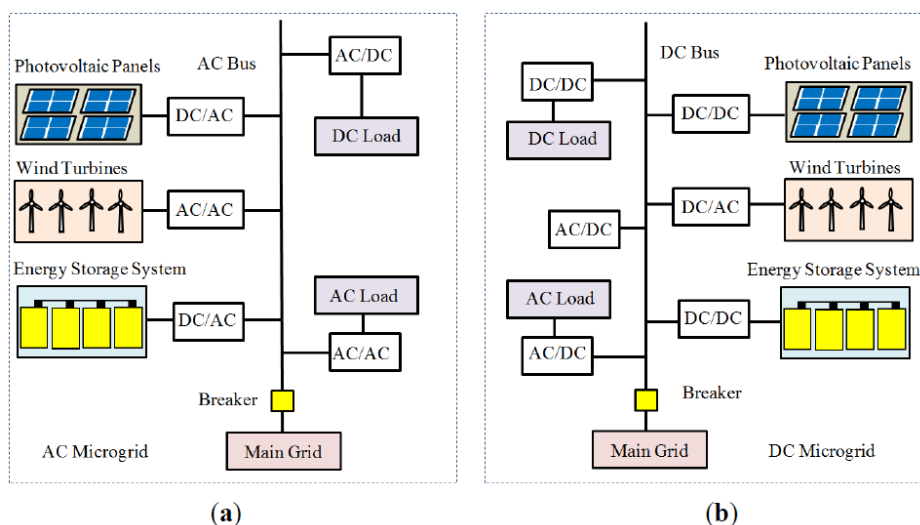 AC Bus
AC/DC
Photovoltaic Panels
DC/AC
DC Load
Wind Turbines
AC/AC
Energy Storage System
AC Load
DC/AC
AC/AC
Breaker
AC Microgrid
Main Grid
(a)
DC Bus
Photovoltaic Panels
DC/DC
DC/DC
DC Load
Wind Turbines
DC/AC
AC/DC
Energy Storage System
AC Load
DC/DC
AC/DC
Breaker
Main Grid
DC Microgrid
(b)